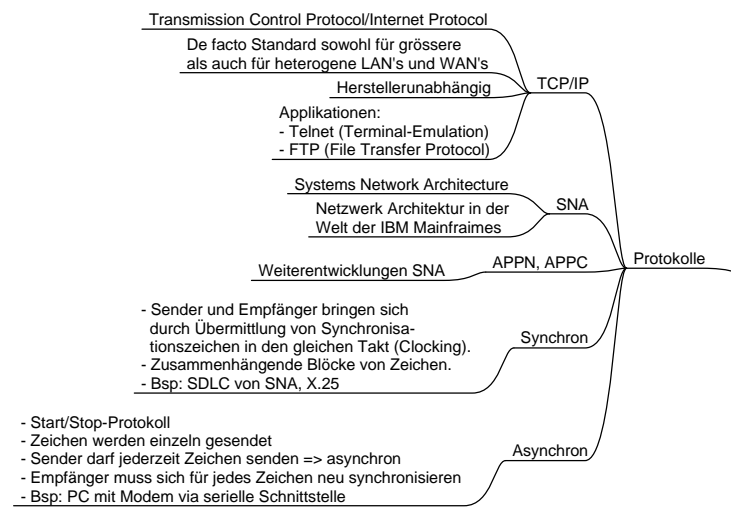 Transmission Control Protocol/Internet Protocol
De facto Standard sowohl für grössere
als auch für heterogene LAN's und WAN's
Herstellerunabhängig
TCP/IP
Applikationen:
- Telnet (Terminal-Emulation)
- FTP (File Transfer Protocol)
Systems Network Architecture
SNA
Netzwerk Architektur in der
Welt der IBM Mainfraimes
Protokolle
APPN, APPC
Weiterentwicklungen SNA
- Sender und Empfänger bringen sich
durch Übermittlung von Synchronisa-
tionszeichen in den gleichen Takt (Clocking).
- Zusammenhängende Blöcke von Zeichen.
- Bsp: SDLC von SNA, X.25
Synchron
- Start/Stop-Protokoll
- Zeichen werden einzeln gesendet
- Sender darf jederzeit Zeichen senden => asynchron
- Empfänger muss sich für jedes Zeichen neu synchronisieren
- Bsp: PC mit Modem via serielle Schnittstelle
Asynchron